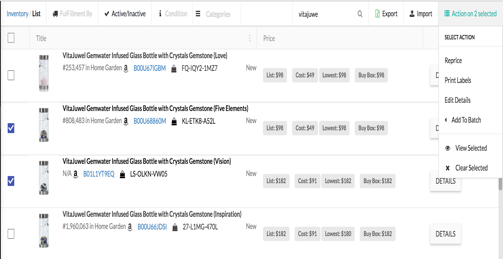 Inventory / List
FulFillment By
Active/Inactive
Condition
Categories
vitajuwe
Export
Import
Action on 2 selected
Title
Price
SELECT ACTION
Reprice
Print Labels
Edit Details
Add To Batch
View Selected
Clear Selected
VitaJuwel Gemwater Infused Glass Bottle with Crystals Gemstone (Love)
#253,457 in Home Garden B00U67IGBM FQ-IQY2-1MZ7 New
List: $98 Cost: $49 Lowest: $98 Buy Box: $98
VitaJuwel Gemwater Infused Glass Bottle with Crystals Gemstone (Five Elements)
#808,483 in Home Garden B00U68860M KL-ETK8-A52L New
List: $98 Cost: $49 Lowest: $98 Buy Box: $98
VitaJuwel Gemwater Infused Glass Bottle with Crystals Gemstone (Vision)
N/A B01L1YT9EQ LS-OLKN-VW05 New
List: $182 Cost: $91 Lowest: $182 Buy Box: $182
DETAILS
VitaJuwel Gemwater Infused Glass Bottle with Crystals Gemstone (Inspiration)
#1,960,063 in Home Garden B00U66JDSI 27-L1MG-470L New
List: $182 Cost: $91 Lowest: $180 Buy Box: $182
DETAILS